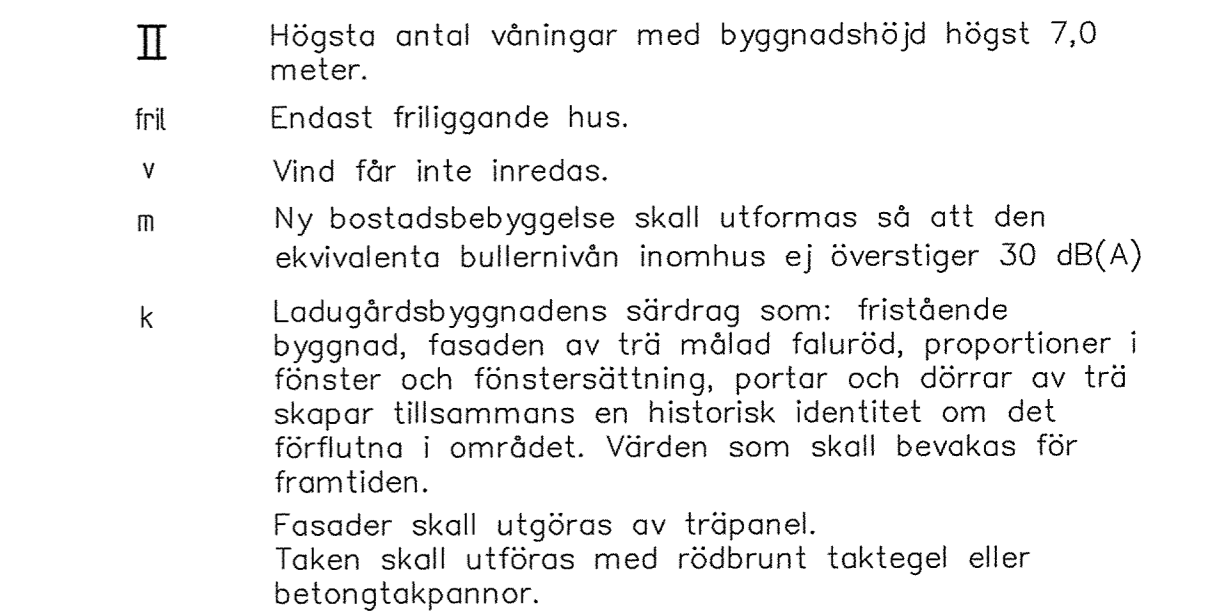 II Högsta antal våningar med byggnadshöjd högst 7,0
meter.
fril Endast friliggande hus.
v Vind får inte inredas.
m Ny bostadsbebyggelse skall utformas så att den
ekvivalenta bullernivån inomhus ej överstiger 30 dB(A)
k Ladugårdsbyggnadens särdrag som: fristående
byggnad, fasaden av trä målad faluröd, proportioner i
fönster och fönstersättning, portar och dörrar av trä
skapar tillsammans en historisk identitet om det
förflutna i området. Värden som skall bevakas för
framtiden.
Fasader skall utgöras av träpanel.
Taken skall utföras med rödbrunt taktegel eller
betongtakpannor.